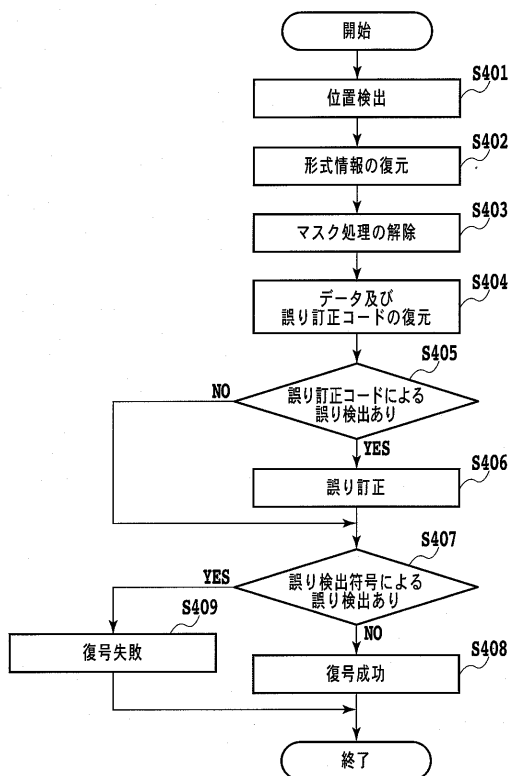 開始
S401
位置検出
S402
形式情報の復元
S403
マスク処理の解除
S404
データ及び
誤り訂正コードの復元
S405
NO
誤り訂正コードによる
誤り検出あり
YES
S406
誤り訂正
S407
YES
誤り検出符号による
誤り検出あり
S409
NO
復号失敗
S408
復号成功
終了